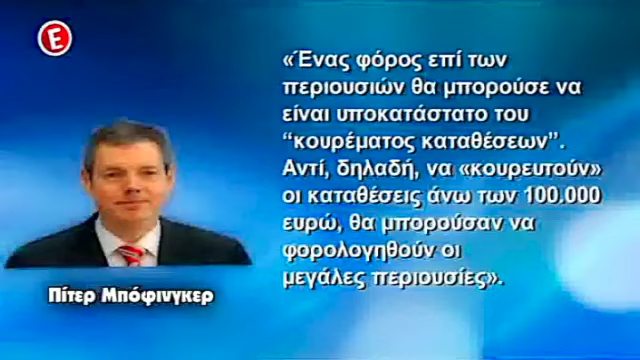 E
«Ένας φόρος επί των
περιουσιών θα μπορούσε να
είναι υποκατάστατο του
“κουρέματος καταθέσεων”.
Αντί, δηλαδή, να «κουρευτούν»
οι καταθέσεις άνω των 100.000
ευρώ, θα μπορούσαν να
φορολογηθούν οι
μεγάλες περιουσίες».
Πίτερ Μπόφινγκερ